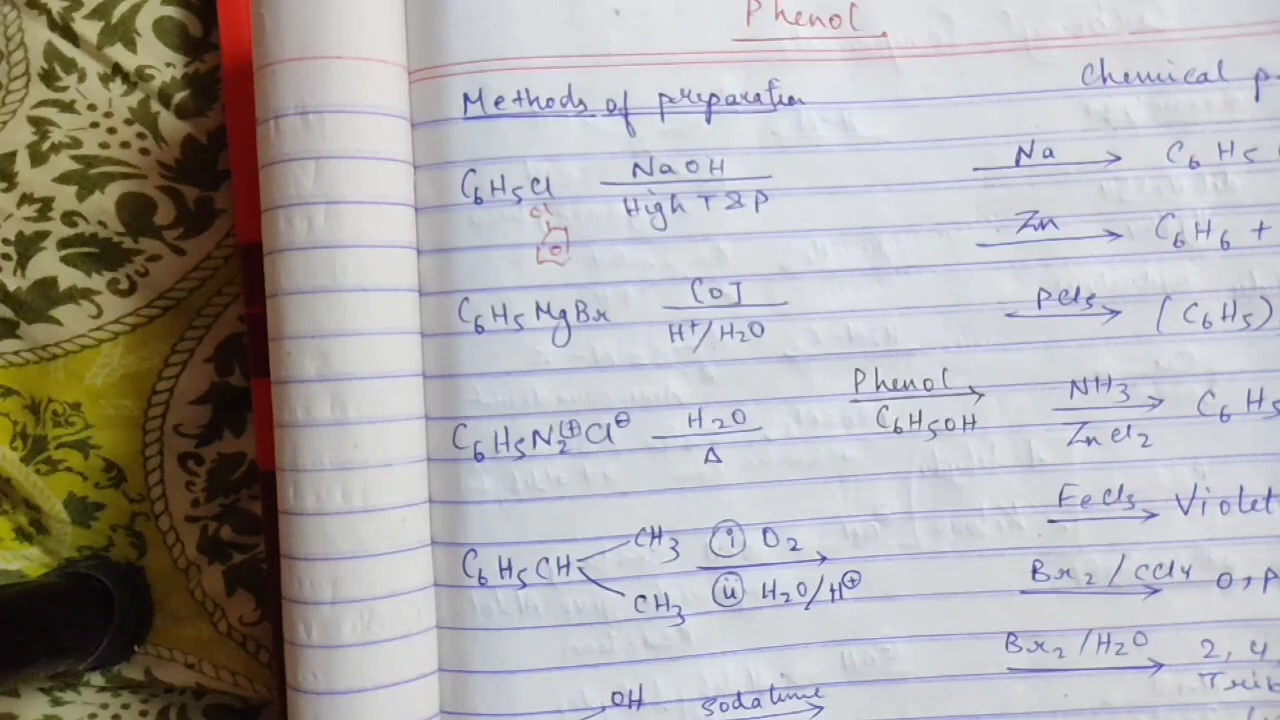 Phenol
Methods of preparation
C6H5Cl NaOH
High T & P
Cl
C6H5MgBr [O]
H+/H2O
Phenol
C6H5OH
C6H5N2⊕Cl⊖ H2O
Δ
C6H5CH CH3
CH3
(i) O2
(ii) H2O/H⊕
OH sodalime
Chemical p
Na → C6H5
Zn → C6H6 +
PCl5 → (C6H5)
NH3 → C6H5
ZnCl2
FeCl3 → Violet
Br2/CCl4 → O, P
Br2/H2O → 2, 4,